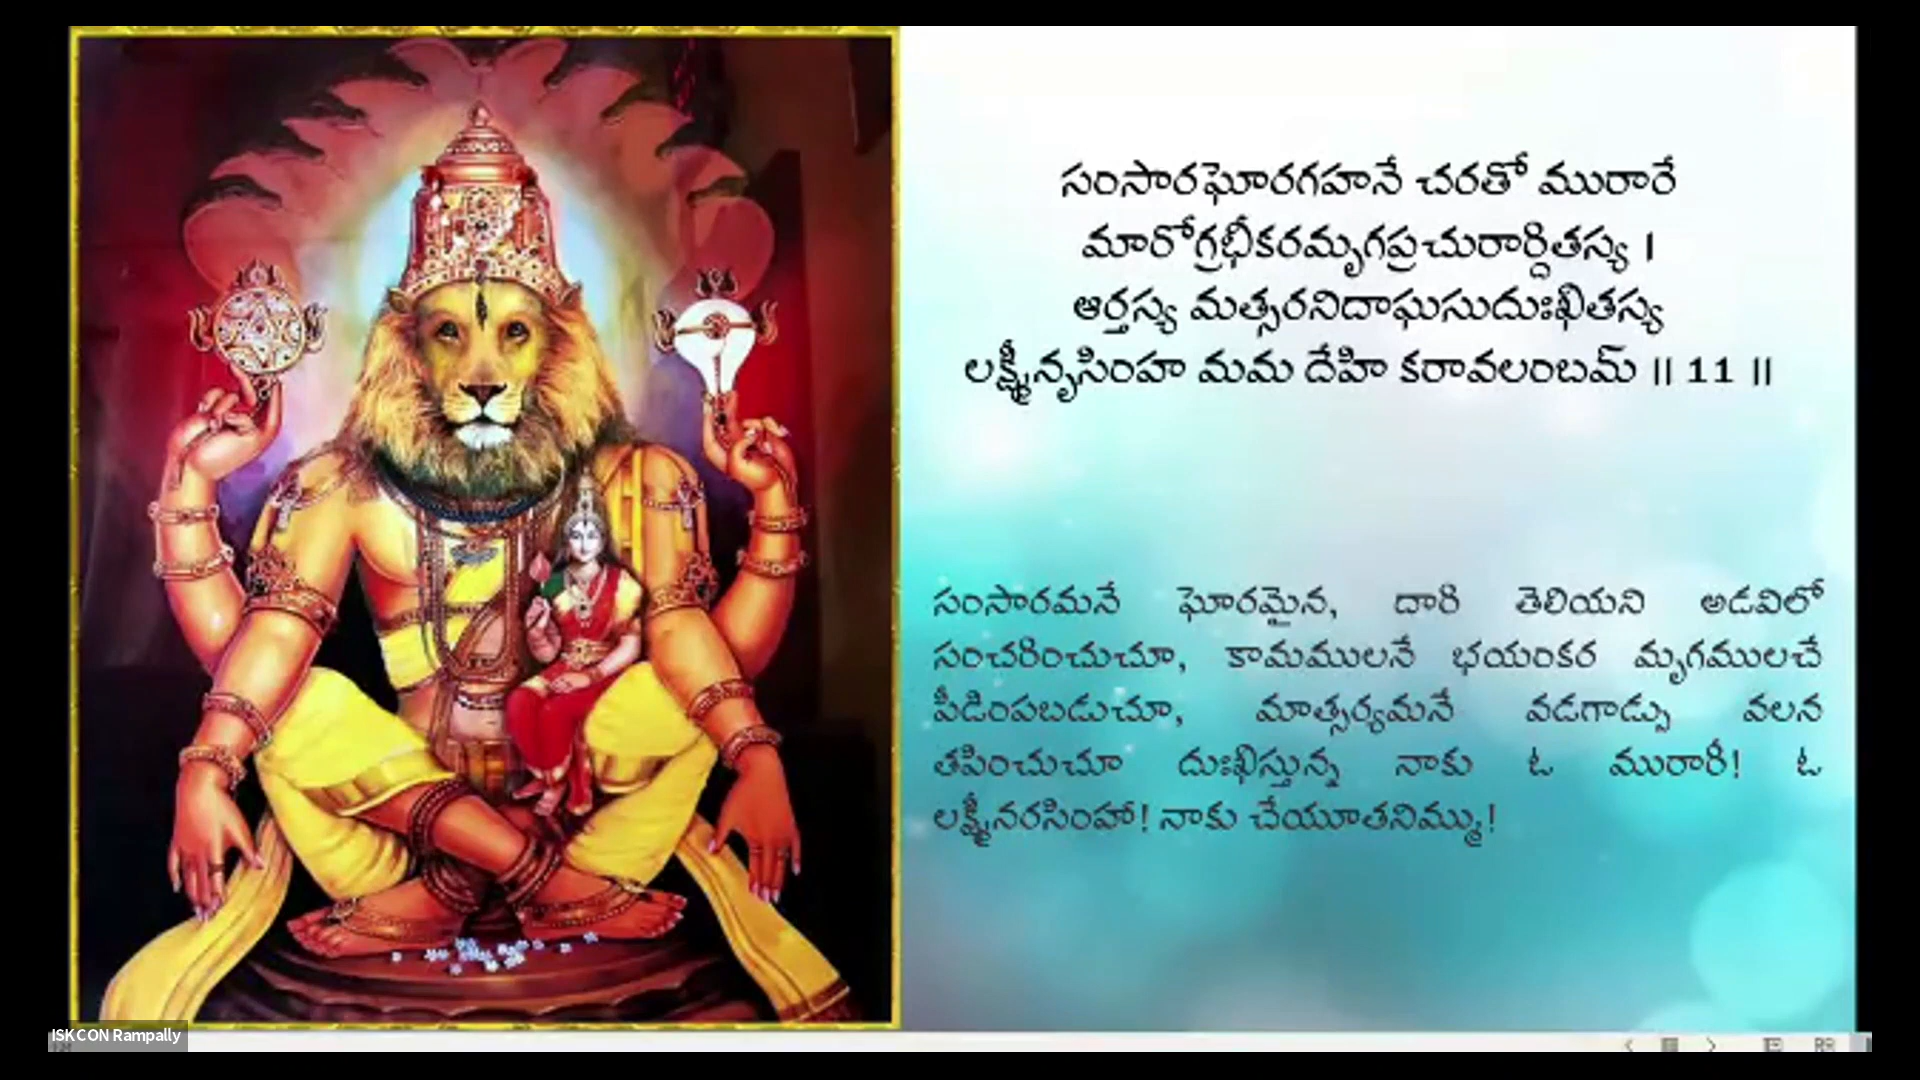 సంసారఘోరగహనే చరతో మురారే
మారోగ్రభీకరమృగప్రచురార్దితస్య ।
ఆర్తస్య మత్సరనిదాఘసుదుఃఖితస్య
లక్ష్మీనృసింహ మమ దేహి కరావలంబమ్ ॥ 11 ॥
సంసారమనే ఘోరమైన, దారి తెలియని అడవిలో
సంచరించుచూ, కామములనే భయంకర మృగములచే
పీడింపబడుచూ, మాత్సర్యమనే వడగాడ్పు వలన
తపించుచూ దుఃఖిస్తున్న నాకు ఓ మురారీ! ఓ
లక్ష్మీనరసింహా! నాకు చేయూతనిమ్ము!
ISKCON Rampally